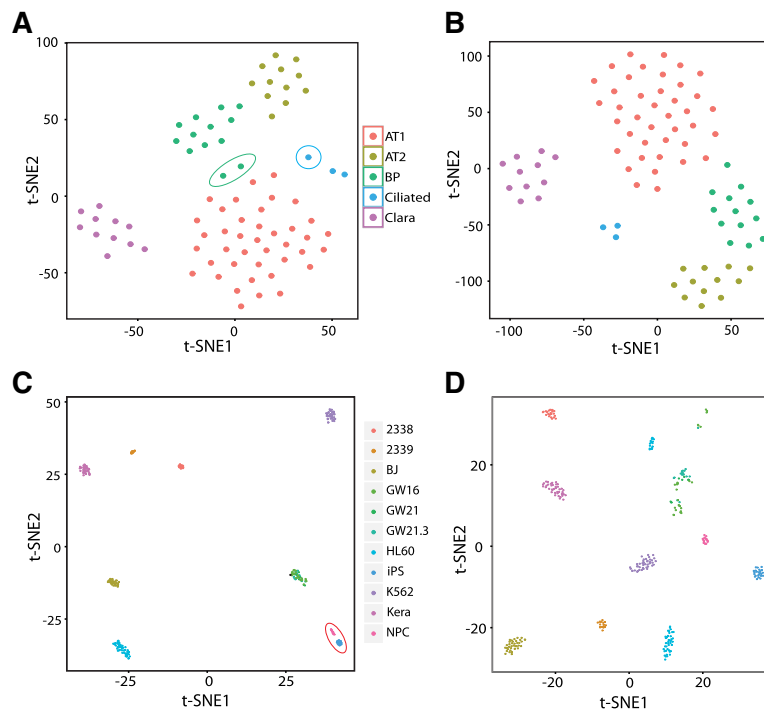 A
100
50
0
-50
t-SNE2
-50
0
50
t-SNE1
AT1
AT2
BP
Ciliated
Clara
B
100
50
0
-50
-100
t-SNE2
-100
-50
0
50
t-SNE1
C
50
25
0
-25
t-SNE2
-25
0
25
t-SNE1
2338
2339
BJ
GW16
GW21
GW21.3
HL60
iPS
K562
Kera
NPC
D
20
0
-20
t-SNE2
-20
0
20
t-SNE1